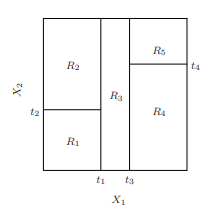 R₅
R₂
t₄
R₃
X₂
t₂
R₄
R₁
t₁ t₃
X₁